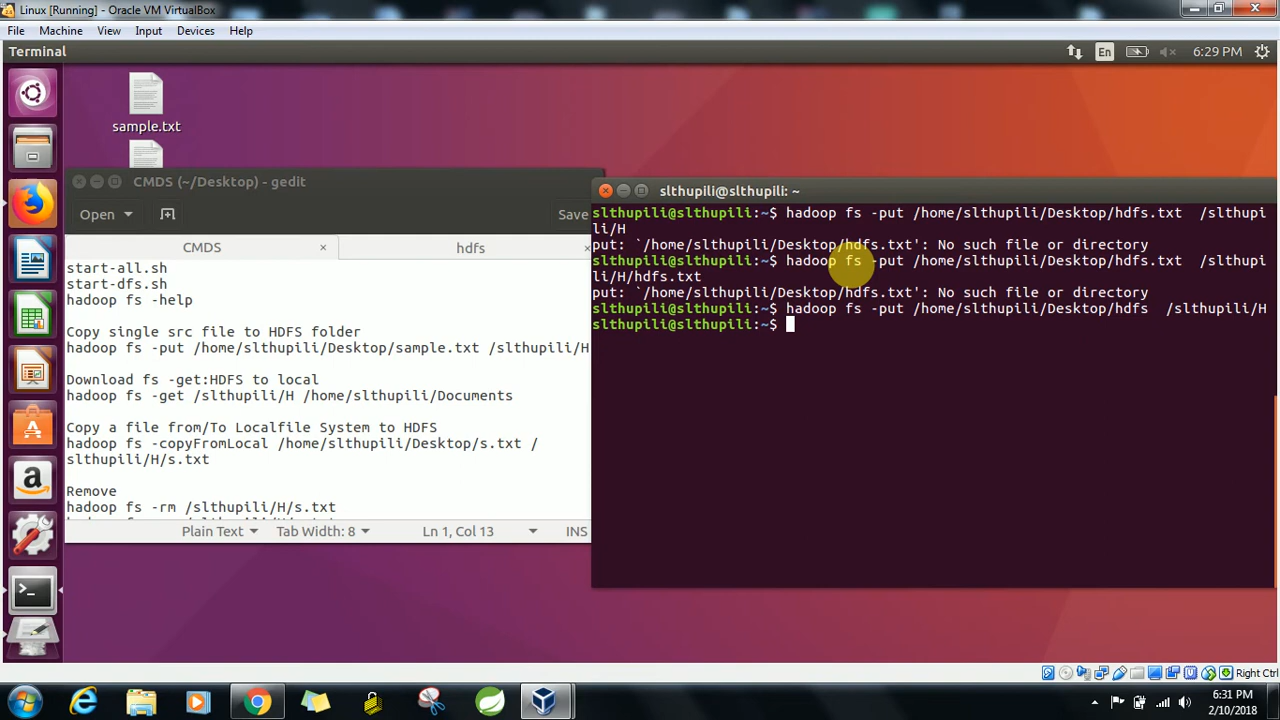 Linux [Running] - Oracle VM VirtualBox
File Machine View Input Devices Help
Terminal
En
6:29 PM
sample.txt
CMDS (~/Desktop) - gedit
Open
Save
CMDS
hdfs
start-all.sh
start-dfs.sh
hadoop fs -help
Copy single src file to HDFS folder
hadoop fs -put /home/slthupili/Desktop/sample.txt /slthupili/H
Download fs -get:HDFS to local
hadoop fs -get /slthupili/H /home/slthupili/Documents
Copy a file from/To Localfile System to HDFS
hadoop fs -copyFromLocal /home/slthupili/Desktop/s.txt /
slthupili/H/s.txt
Remove
hadoop fs -rm /slthupili/H/s.txt
Plain Text
Tab Width: 8
Ln 1, Col 13
INS
slthupili@slthupili: ~
slthupili@slthupili:~$ hadoop fs -put /home/slthupili/Desktop/hdfs.txt  /slthupi
li/H
put: `/home/slthupili/Desktop/hdfs.txt': No such file or directory
slthupili@slthupili:~$ hadoop fs -put /home/slthupili/Desktop/hdfs.txt  /slthupi
li/H/hdfs.txt
put: `/home/slthupili/Desktop/hdfs.txt': No such file or directory
slthupili@slthupili:~$ hadoop fs -put /home/slthupili/Desktop/hdfs  /slthupili/H
slthupili@slthupili:~$
Right Ctrl
6:31 PM
2/10/2018